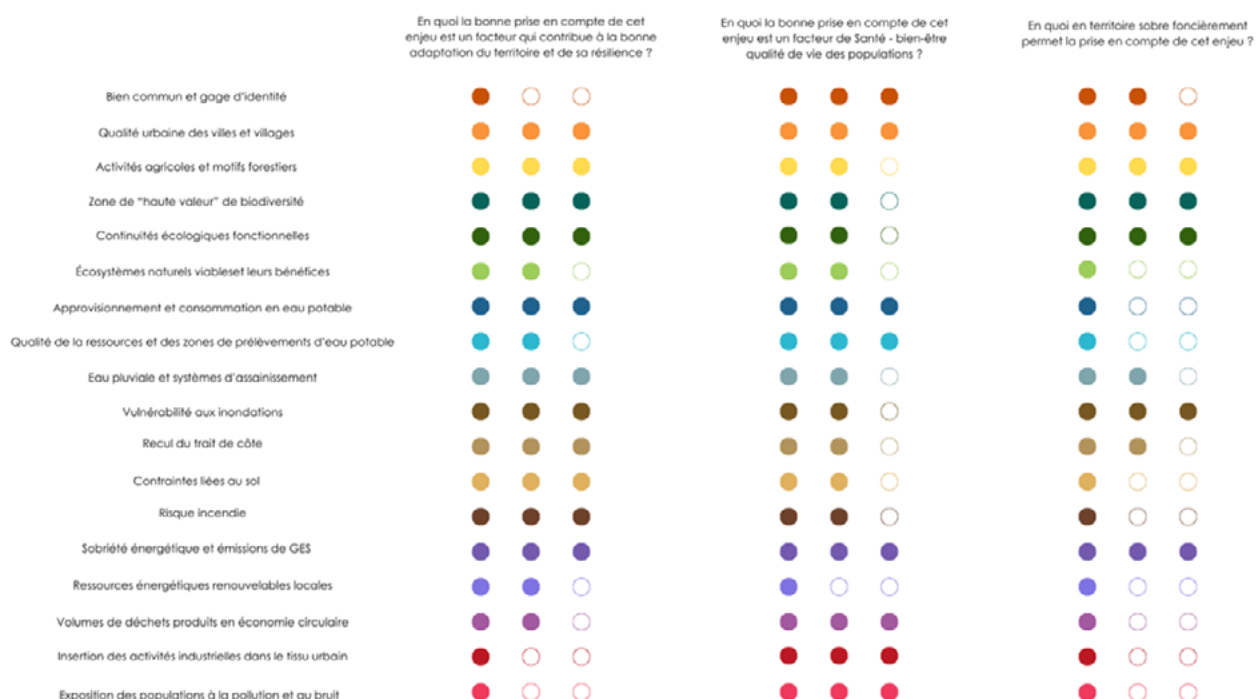 En quoi la bonne prise en compte de cet
enjeu est un facteur qui contribue à la bonne
adaptation du territoire et de sa résilience ?
En quoi la bonne prise en compte de cet
enjeu est un facteur de Santé - bien-être
qualité de vie des populations ?
En quoi en territoire sobre foncièrement
permet la prise en compte de cet enjeu ?
Bien commun et gage d'identité
Qualité urbaine des villes et villages
Activités agricoles et motifs forestiers
Zone de "haute valeur" de biodiversité
Continuités écologiques fonctionnelles
Écosystèmes naturels viableset leurs bénéfices
Approvisionnement et consommation en eau potable
Qualité de la ressources et des zones de prélèvements d'eau potable
Eau pluviale et systèmes d'assainissement
Vulnérabilité aux inondations
Recul du trait de côte
Contraintes liées au sol
Risque incendie
Sobriété énergétique et émissions de GES
Ressources énergétiques renouvelables locales
Volumes de déchets produits en économie circulaire
Insertion des activités industrielles dans le tissu urbain
Exposition des populations à la pollution et au bruit